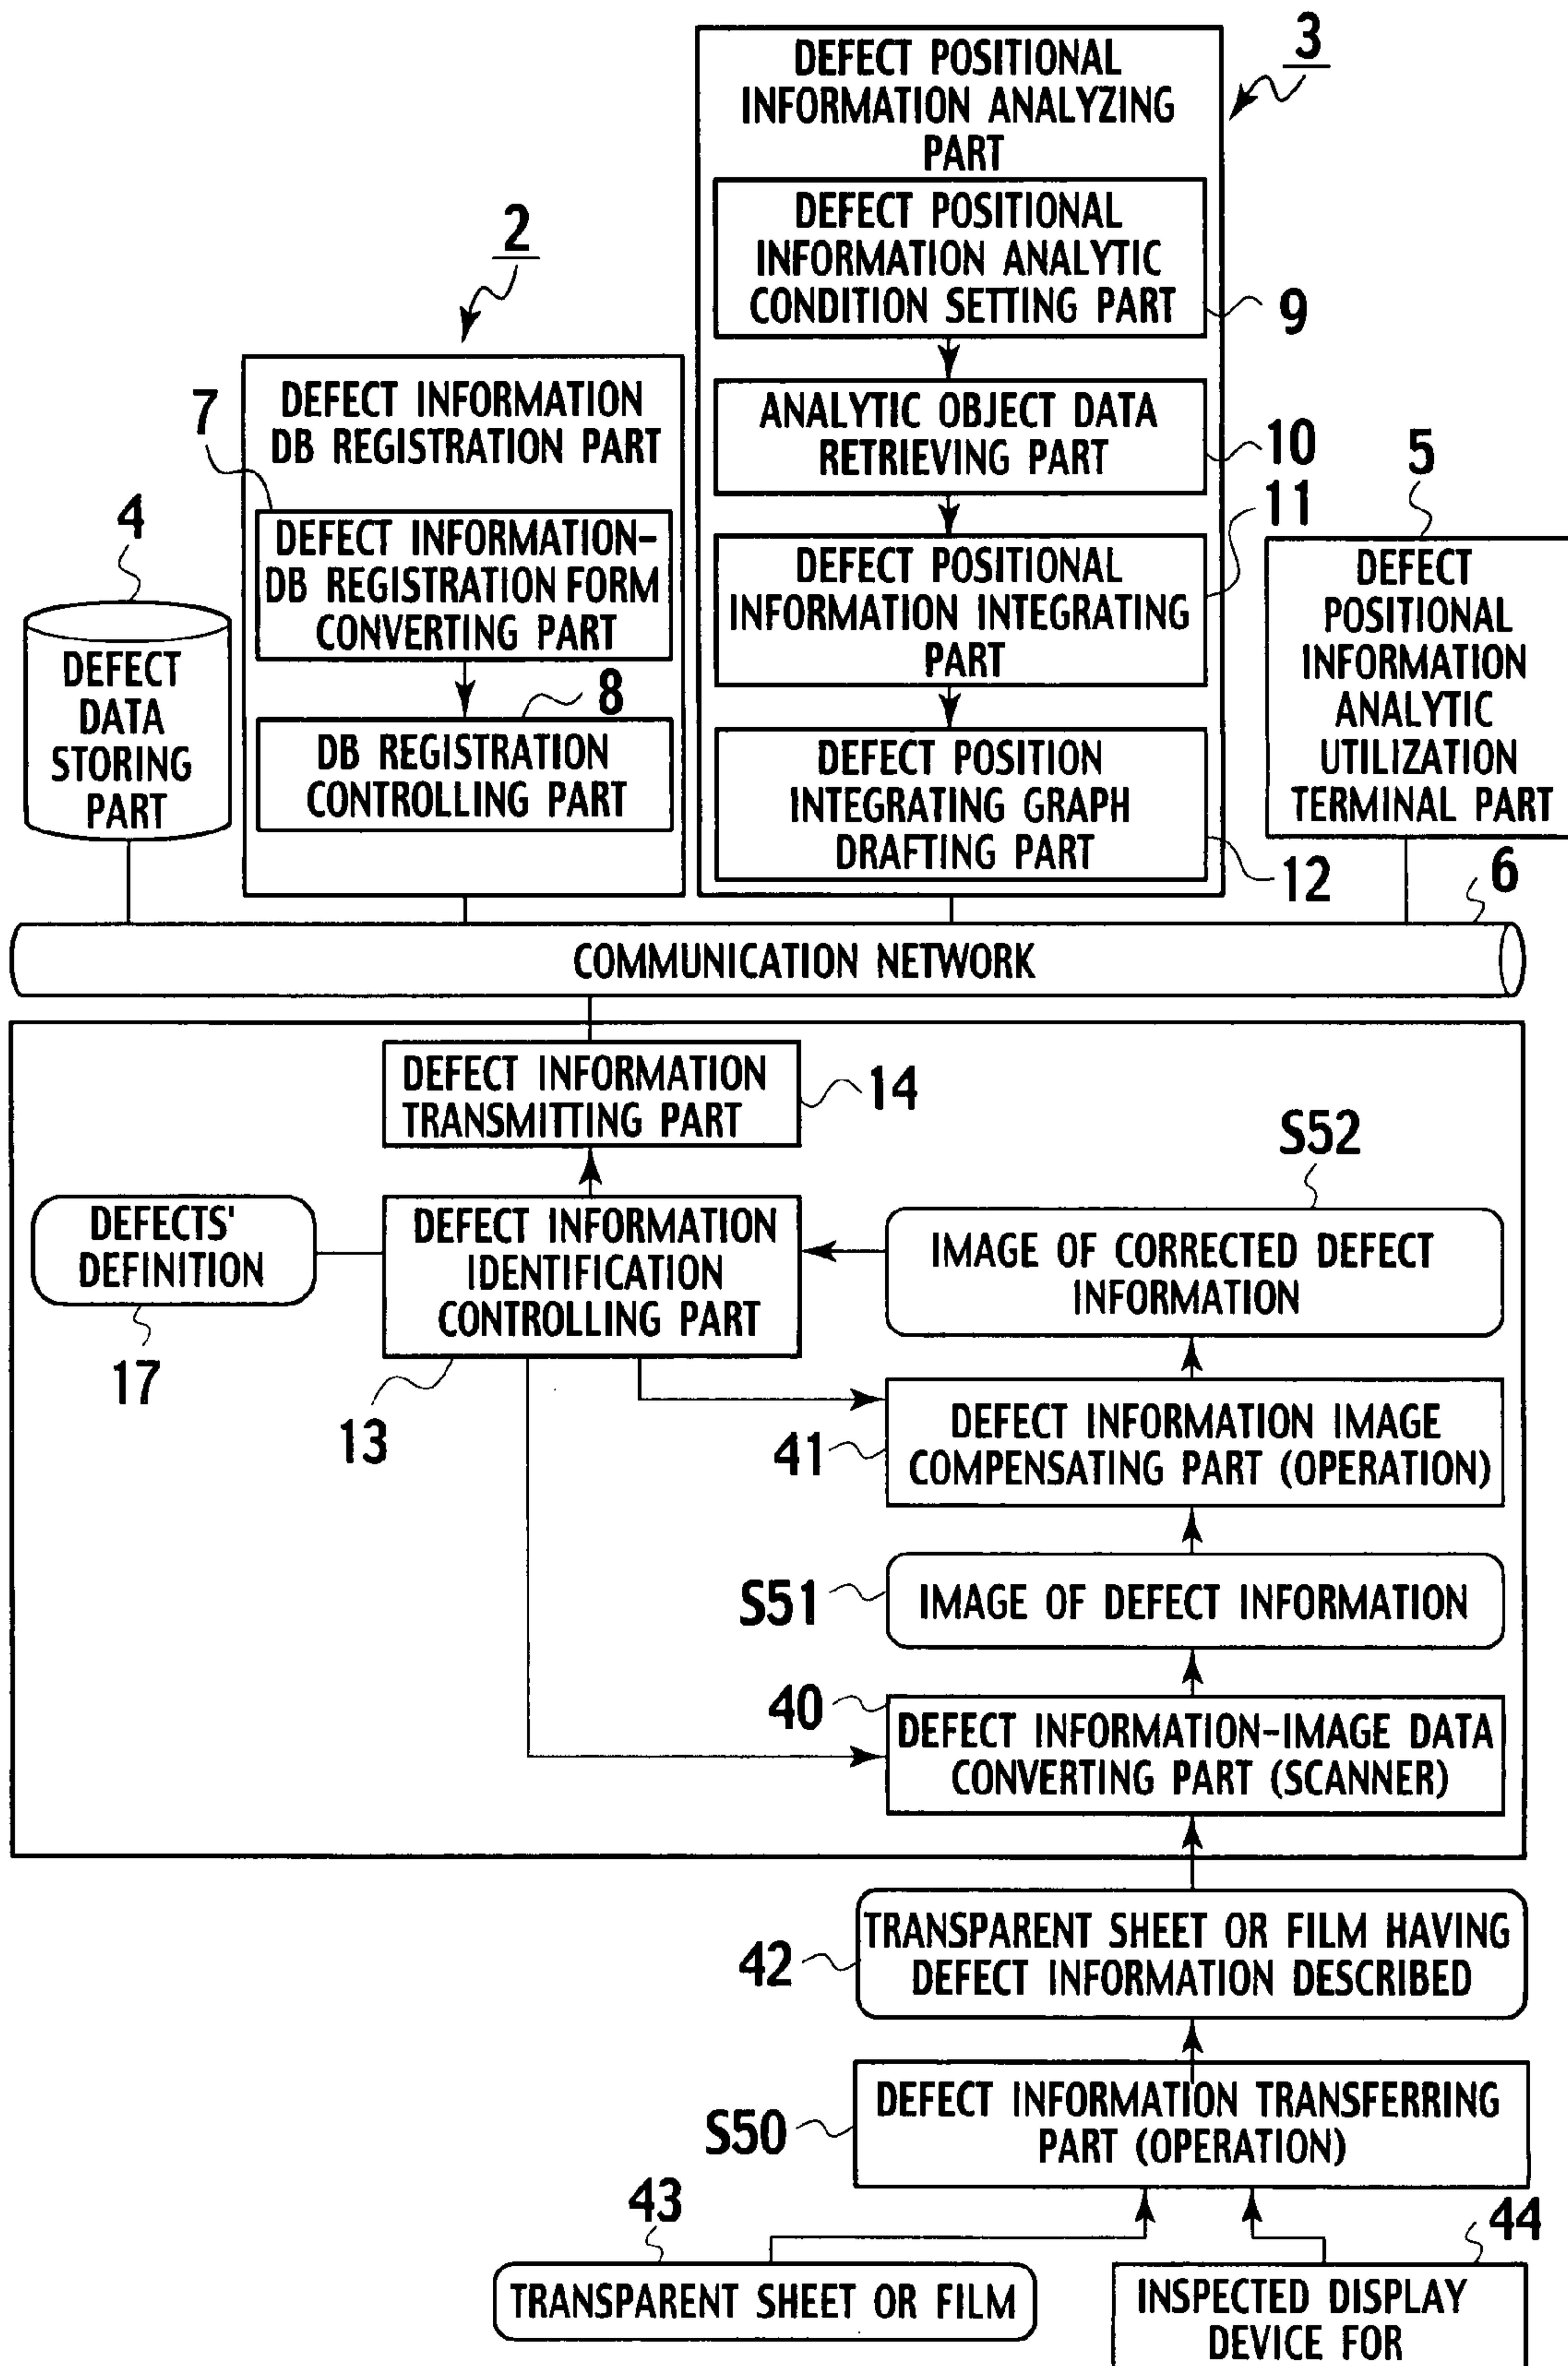 3
DEFECT POSITIONAL
INFORMATION ANALYZING
PART
DEFECT POSITIONAL
INFORMATION ANALYTIC
CONDITION SETTING PART
9
ANALYTIC OBJECT DATA
RETRIEVING PART
10
DEFECT POSITIONAL
INFORMATION INTEGRATING
PART
11
DEFECT POSITION
INTEGRATING GRAPH
DRAFTING PART
12
2
DEFECT INFORMATION
DB REGISTRATION PART
7
DEFECT INFORMATION-
DB REGISTRATION FORM
CONVERTING PART
8
DB REGISTRATION
CONTROLLING PART
4
DEFECT
DATA
STORING
PART
5
DEFECT
POSITIONAL
INFORMATION
ANALYTIC
UTILIZATION
TERMINAL PART
6
COMMUNICATION NETWORK
DEFECT INFORMATION
TRANSMITTING PART
14
DEFECTS'
DEFINITION
17
DEFECT INFORMATION
IDENTIFICATION
CONTROLLING PART
13
S52
IMAGE OF CORRECTED DEFECT
INFORMATION
41
DEFECT INFORMATION IMAGE
COMPENSATING PART (OPERATION)
S51
IMAGE OF DEFECT INFORMATION
40
DEFECT INFORMATION-IMAGE DATA
CONVERTING PART (SCANNER)
42
TRANSPARENT SHEET OR FILM HAVING
DEFECT INFORMATION DESCRIBED
S50
DEFECT INFORMATION TRANSFERRING
PART (OPERATION)
43
TRANSPARENT SHEET OR FILM
44
INSPECTED DISPLAY
DEVICE FOR